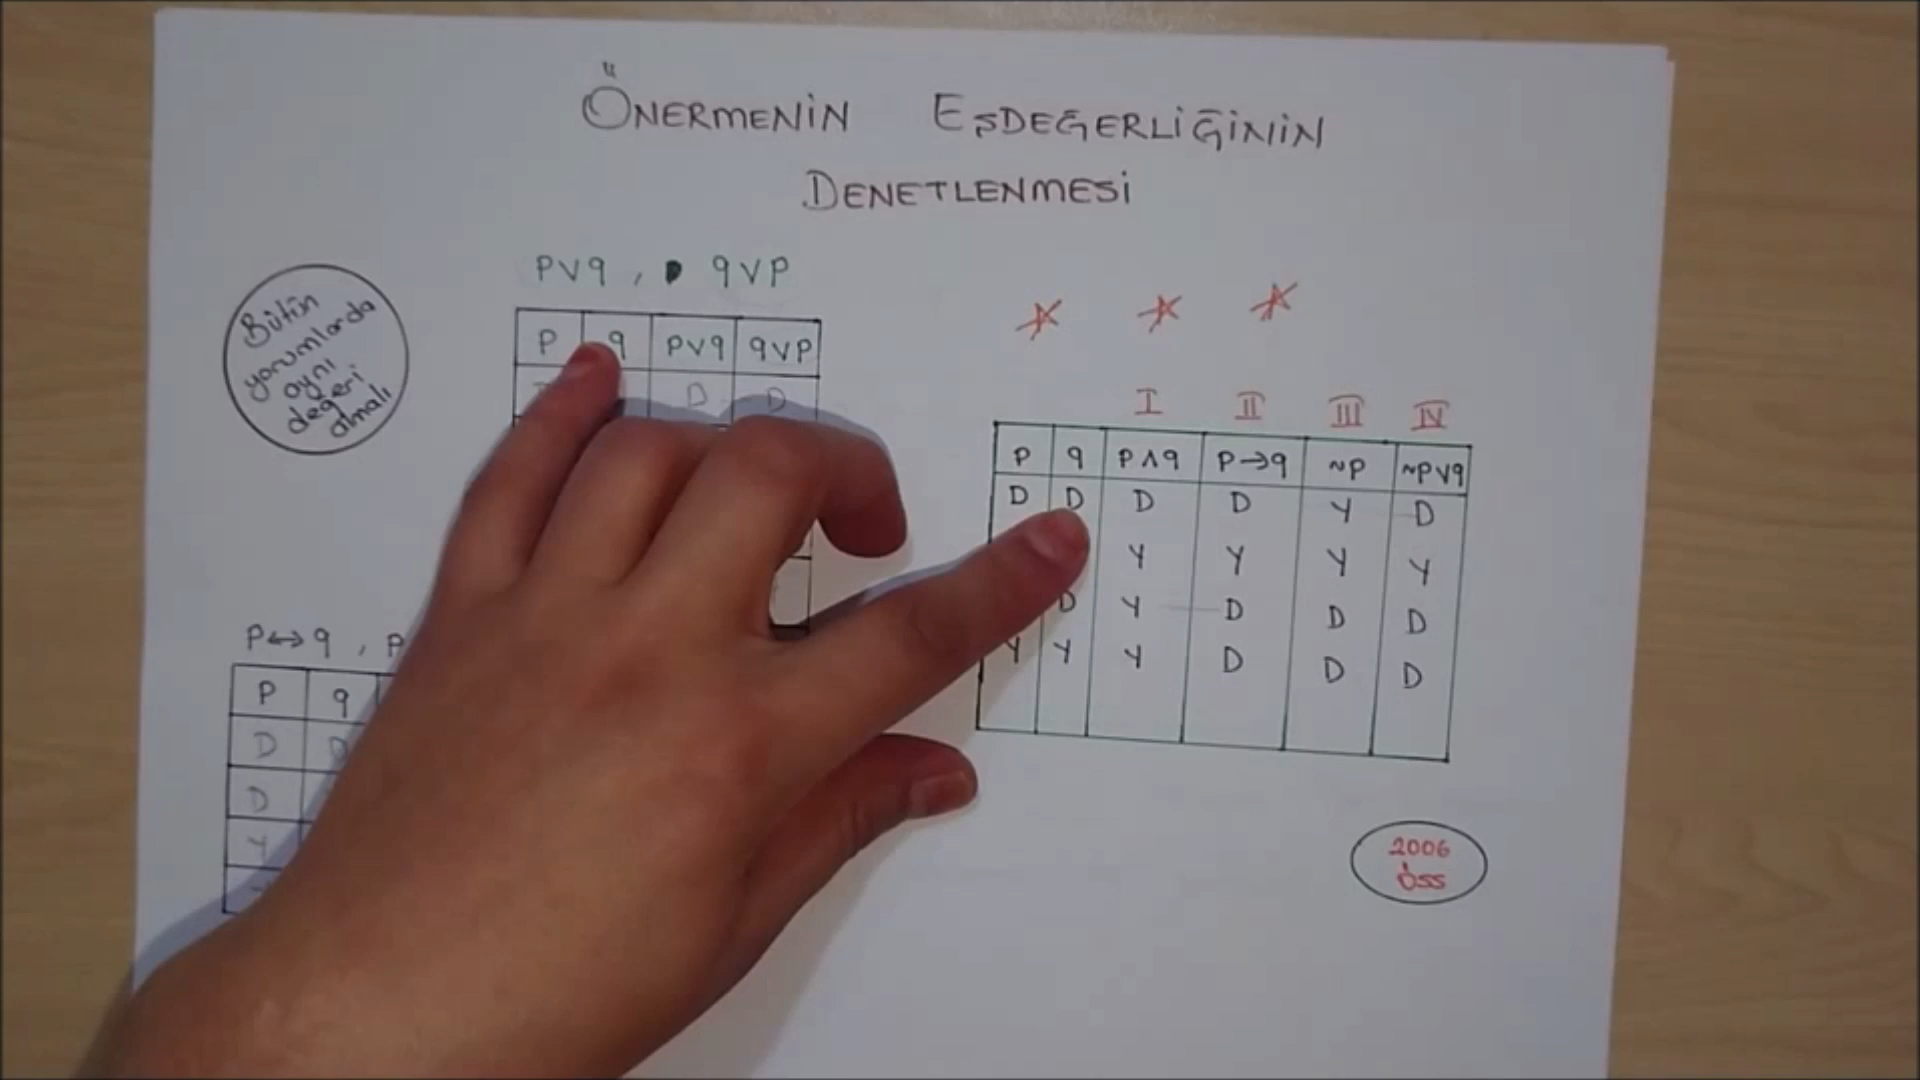 ÖNERMENİN EŞDEĞERLİĞİNİN
DENETLENMESİ
Bütün
yorumlarda
aynı
değeri
almalı
P∨q , q∨P
P q P∨q q∨P
D D
P↔q , P
P q
D D
D
Y
I II III IV
P q P∧q P→q ~P ~P∨q
D D D D Y D
Y Y Y Y
D Y D D D
Y Y Y D D D
2006
ÖSS